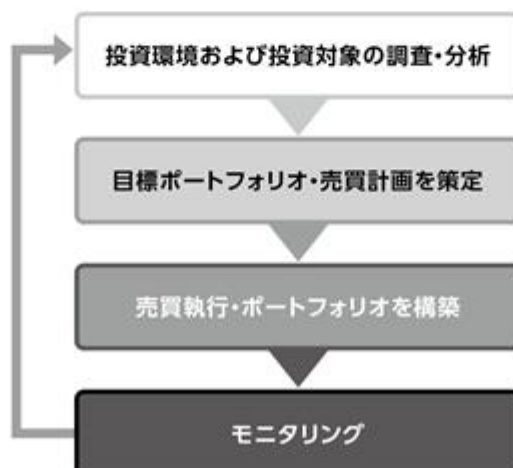 投資環境および投資対象の調査・分析
目標ポートフォリオ・売買計画を策定
売買執行・ポートフォリオを構築
モニタリング